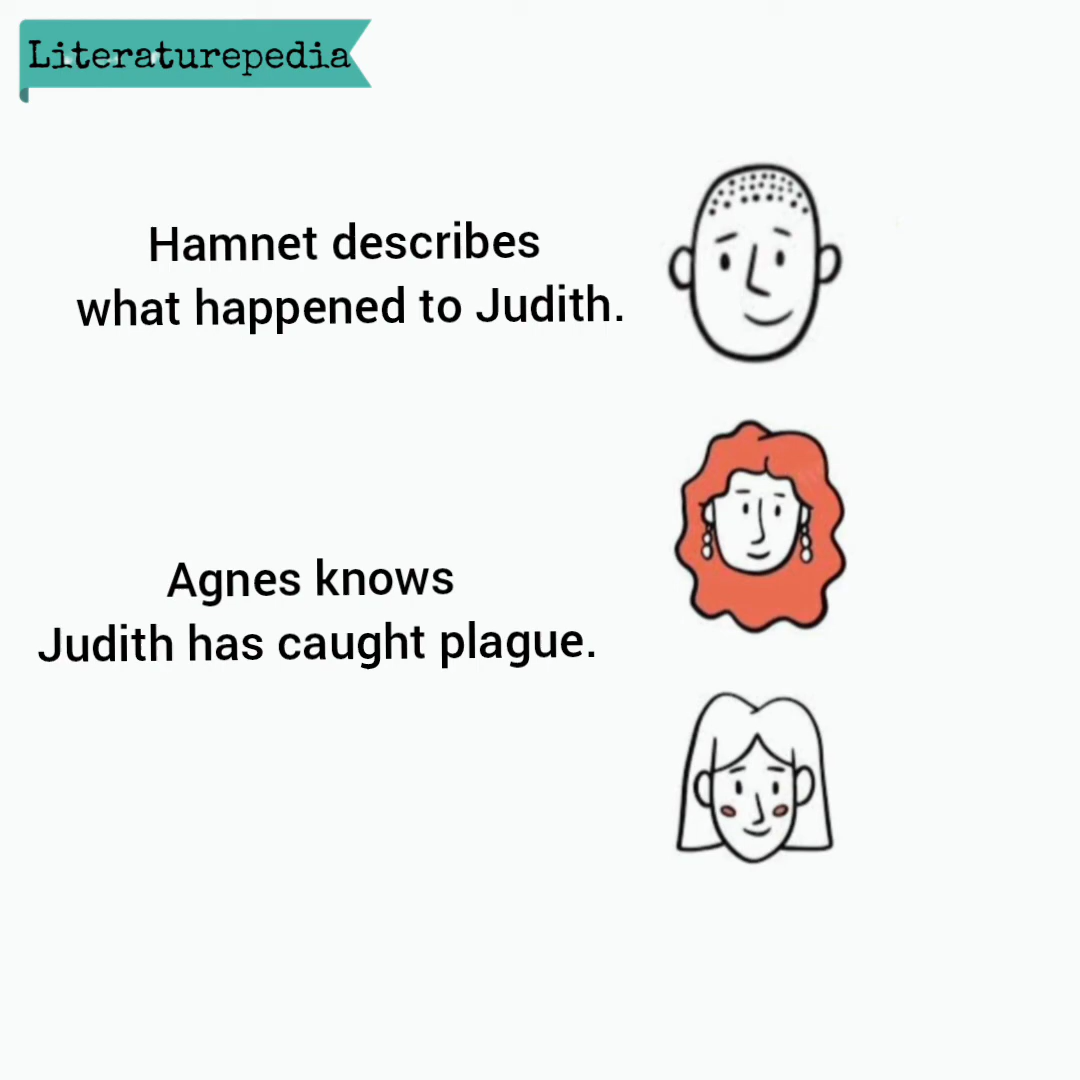 Literaturepedia
Hamnet describes
what happened to Judith.
Agnes knows
Judith has caught plague.